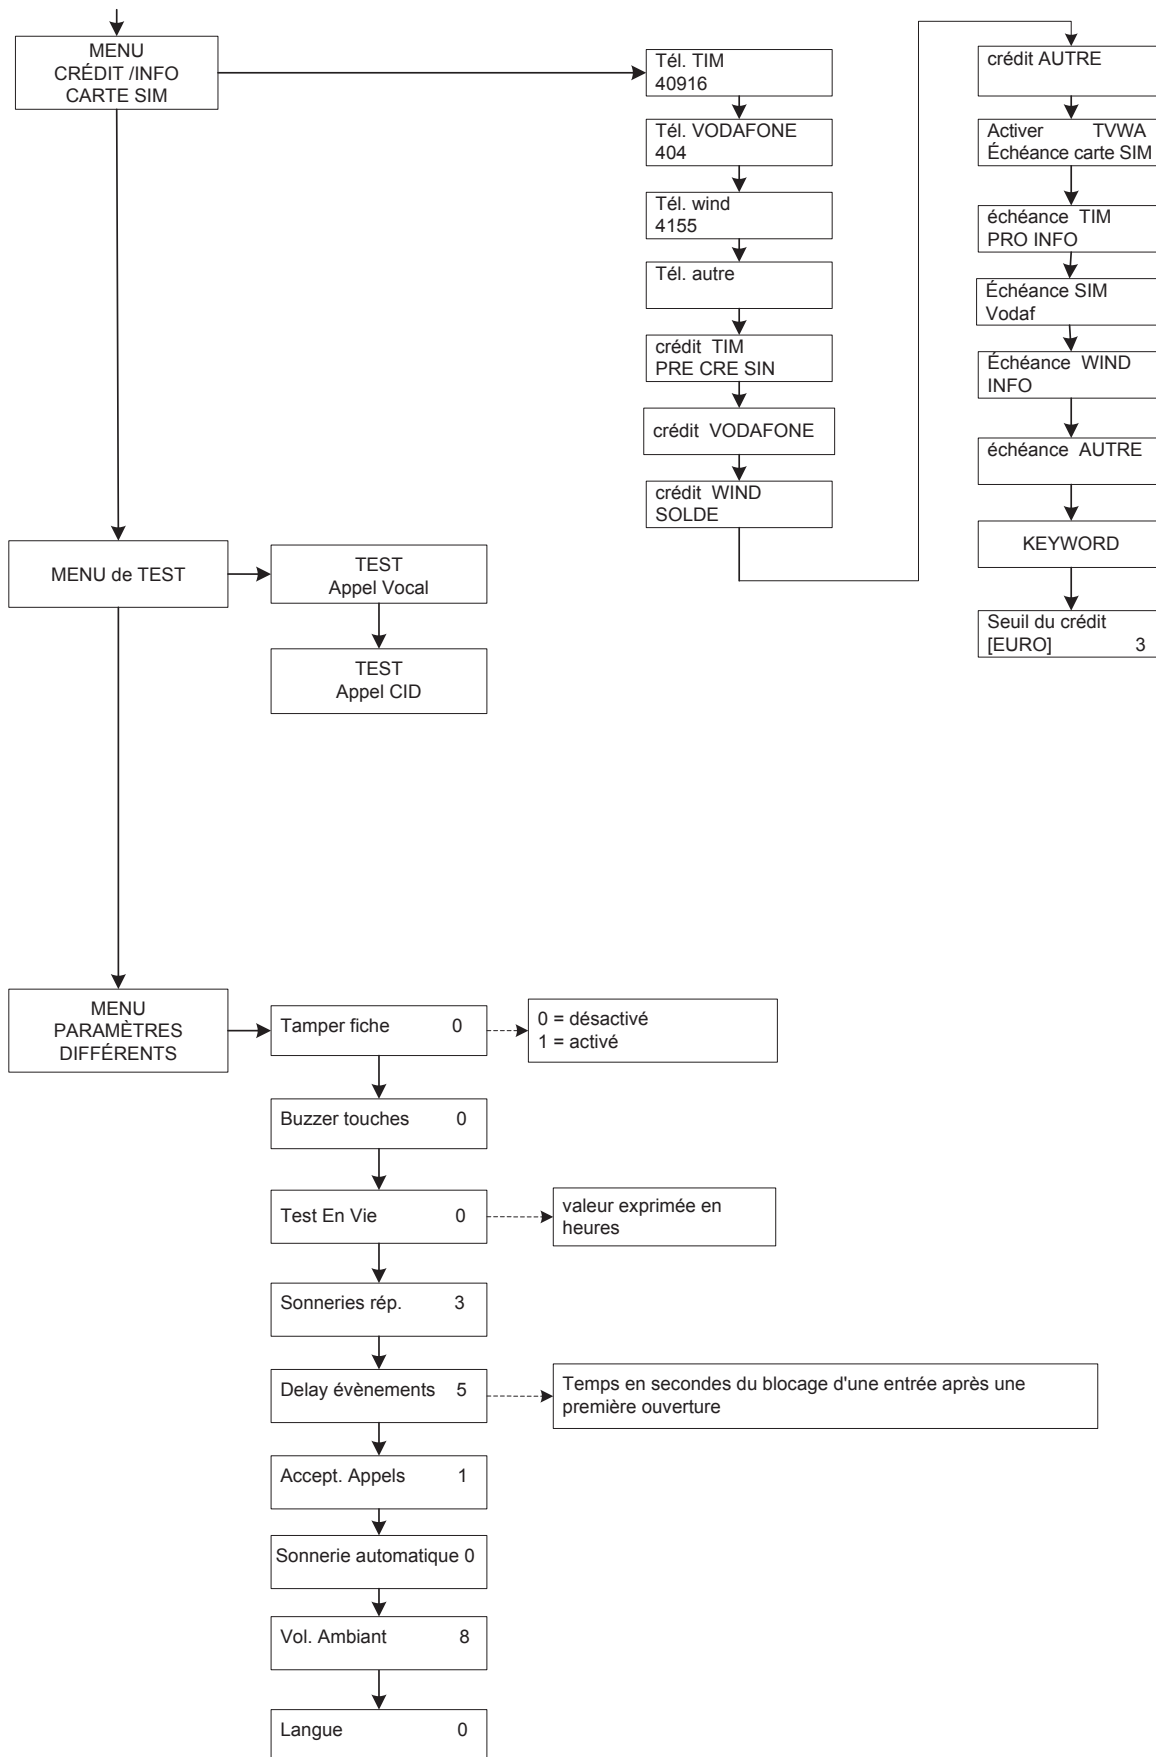 MENU
CRÉDIT /INFO
CARTE SIM
Tél. TIM
40916
Tél. VODAFONE
404
Tél. wind
4155
Tél. autre
crédit TIM
PRE CRE SIN
crédit VODAFONE
crédit WIND
SOLDE
crédit AUTRE
Activer TVWA
Échéance carte SIM
échéance TIM
PRO INFO
Échéance SIM
Vodaf
Échéance WIND
INFO
échéance AUTRE
KEYWORD
Seuil du crédit
[EURO] 3
MENU de TEST
TEST
Appel Vocal
TEST
Appel CID
MENU
PARAMÈTRES
DIFFÉRENTS
Tamper fiche 0
0 = désactivé
1 = activé
Buzzer touches 0
Test En Vie 0
valeur exprimée en
heures
Sonneries rép. 3
Delay évènements 5
Temps en secondes du blocage d'une entrée après une
première ouverture
Accept. Appels 1
Sonnerie automatique 0
Vol. Ambiant 8
Langue 0